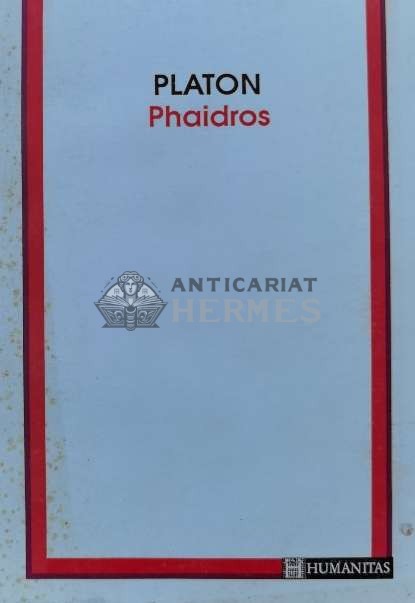 PLATON
Phaidros
ANTICARIAT
HERMES
HUMANITAS